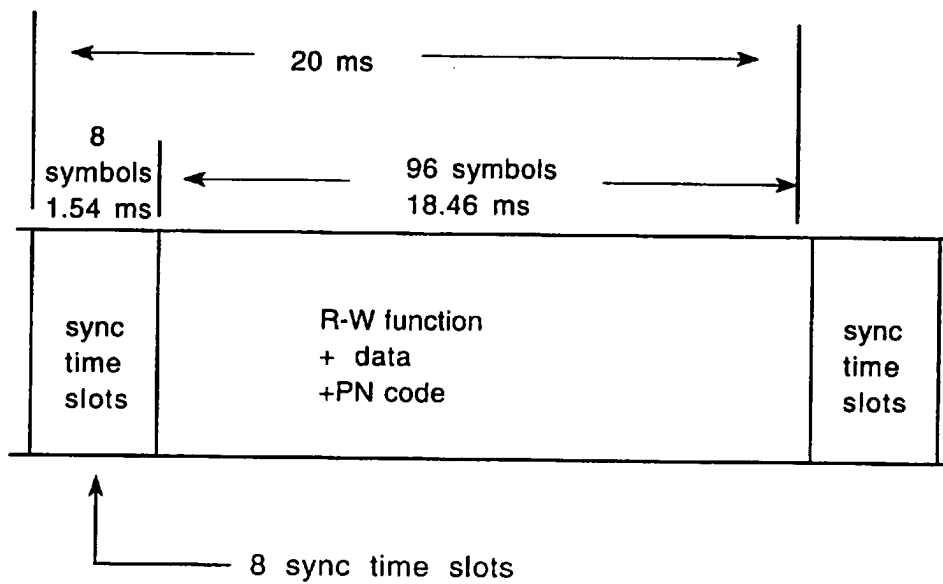 20 ms
8
symbols
1.54 ms
96 symbols
18.46 ms
sync
time
slots
R-W function
+ data
+PN code
sync
time
slots
8 sync time slots